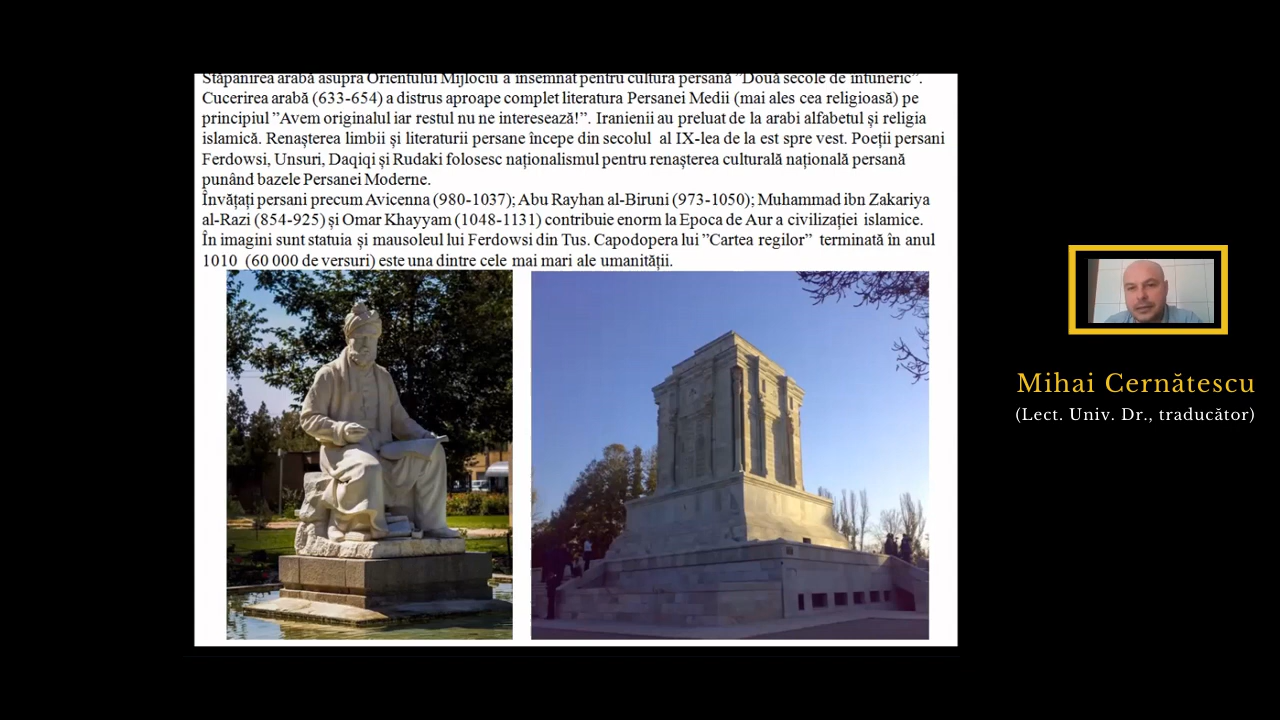 Stăpânirea arabă asupra Orientului Mijlociu a însemnat pentru cultura persană ”Două secole de întuneric”.
Cucerirea arabă (633-654) a distrus aproape complet literatura Persanei Medii (mai ales cea religioasă) pe
principiul ”Avem originalul iar restul nu ne interesează!”. Iranienii au preluat de la arabi alfabetul și religia
islamică. Renașterea limbii și literaturii persane începe din secolul al IX-lea de la est spre vest. Poeții persani
Ferdowsi, Unsuri, Daqiqi și Rudaki folosesc naționalismul pentru renașterea culturală națională persană
punând bazele Persanei Moderne.
Învățați persani precum Avicenna (980-1037); Abu Rayhan al-Biruni (973-1050); Muhammad ibn Zakariya
al-Razi (854-925) și Omar Khayyam (1048-1131) contribuie enorm la Epoca de Aur a civilizației islamice.
În imagini sunt statuia și mausoleul lui Ferdowsi din Tus. Capodopera lui ”Cartea regilor” terminată în anul
1010 (60 000 de versuri) este una dintre cele mai mari ale umanității.
Mihai Cernătescu
(Lect. Univ. Dr., traducător)